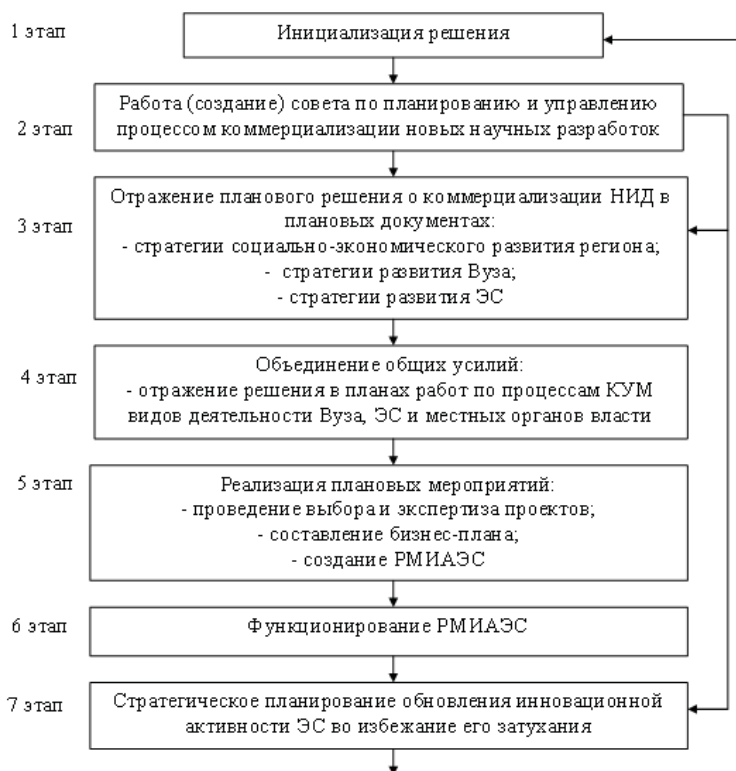 1 этап
Инициализация решения
2 этап
Работа (создание) совета по планированию и управлению
процессом коммерциализации новых научных разработок
3 этап
Отражение планового решения о коммерциализации НИД в
плановых документах:
- стратегии социально-экономического развития региона;
- стратегии развития Вуза;
- стратегии развития ЭС
4 этап
Объединение общих усилий:
- отражение решения в планах работ по процессам КУМ
видов деятельности Вуза, ЭС и местных органов власти
5 этап
Реализация плановых мероприятий:
- проведение выбора и экспертиза проектов;
- составление бизнес-плана;
- создание РМИАЭС
6 этап
Функционирование РМИАЭС
7 этап
Стратегическое планирование обновления инновационной
активности ЭС во избежание его затухания